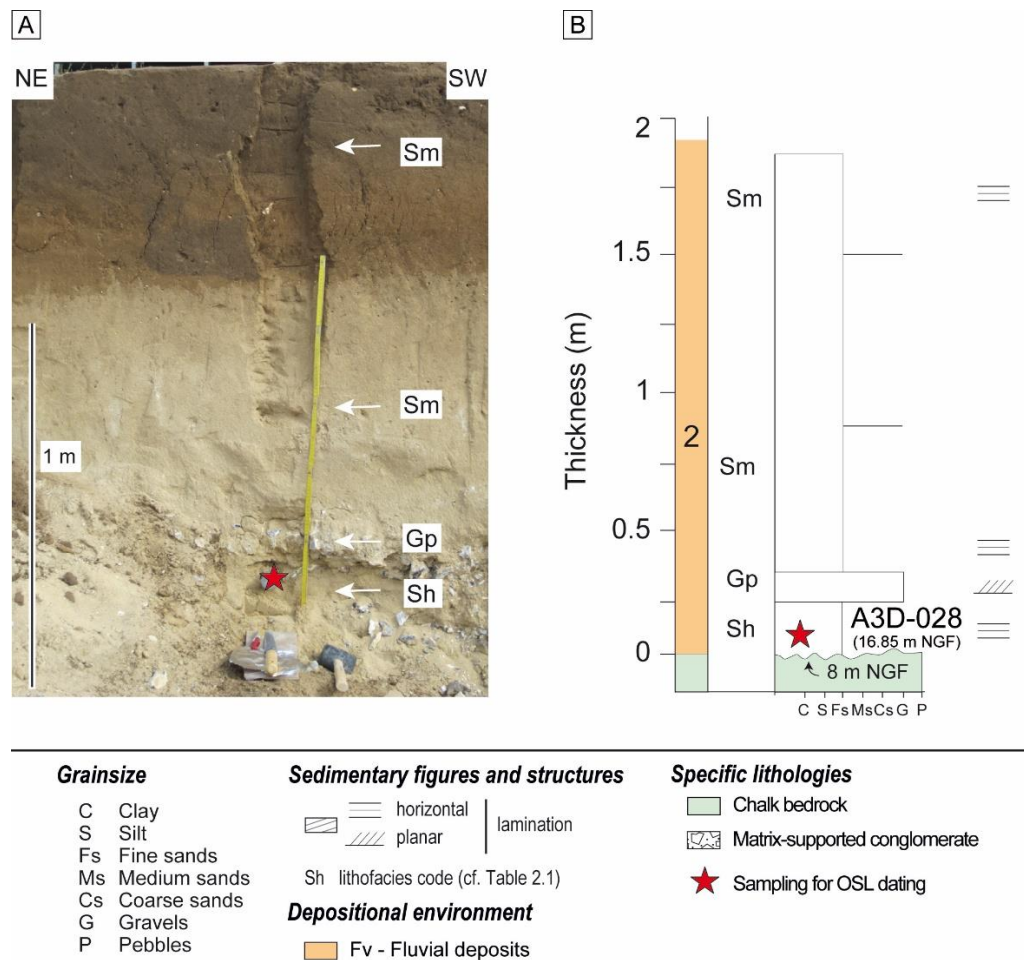 A
NE
SW
Sm
Sm
1 m
Gp
Sh
B
Thickness (m)
2
1.5
1
0.5
0
2
Sm
Sm
Gp
Sh
A3D-028
(16.85 m NGF)
8 m NGF
C S Fs Ms Cs G P
Grainsize
C Clay
S Silt
Fs Fine sands
Ms Medium sands
Cs Coarse sands
G Gravels
P Pebbles
Sedimentary figures and structures
horizontal
planar
lamination
Sh lithofacies code (cf. Table 2.1)
Depositional environment
Fv - Fluvial deposits
Specific lithologies
Chalk bedrock
Matrix-supported conglomerate
Sampling for OSL dating